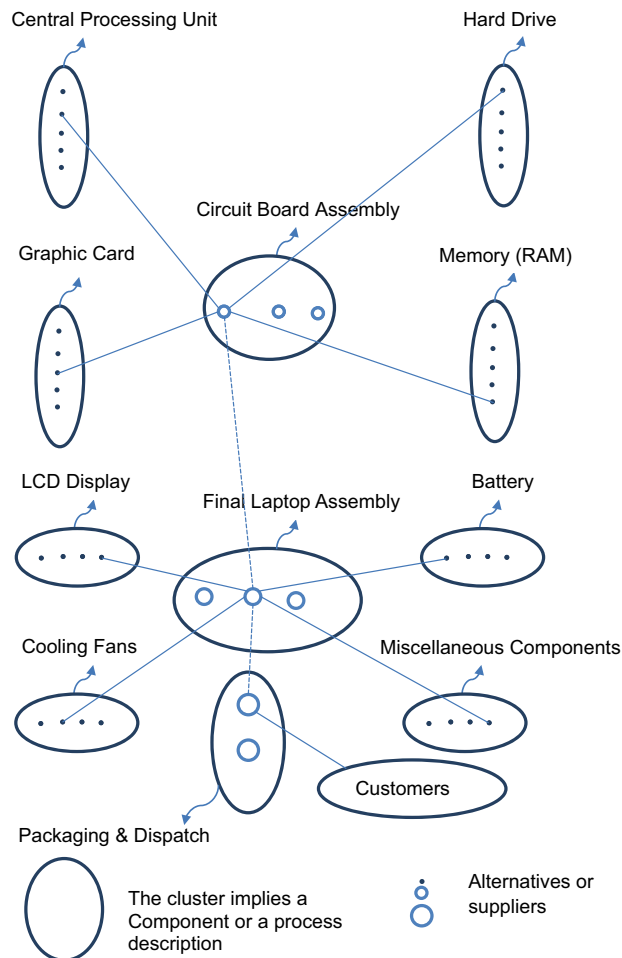 Central Processing Unit
Hard Drive
Circuit Board Assembly
Graphic Card
Memory (RAM)
LCD Display
Battery
Final Laptop Assembly
Cooling Fans
Miscellaneous Components
Customers
Packaging & Dispatch
The cluster implies a
Component or a process
description
Alternatives or
suppliers